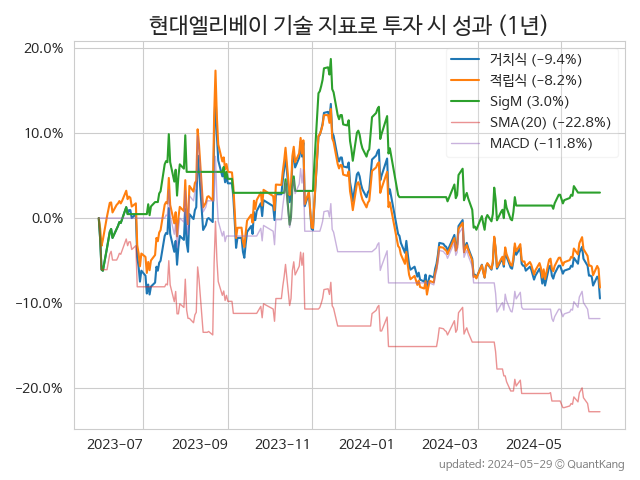 현대엘리베이 기술 지표로 투자 시 성과 (1년)
거치식 (−9.4%)
적립식 (−8.2%)
SigM (3.0%)
SMA(20) (−22.8%)
MACD (−11.8%)
20.0%
10.0%
0.0%
−10.0%
−20.0%
2023-07 2023-09 2023-11 2024-01 2024-03 2024-05
updated: 2024-05-29 © QuantKang